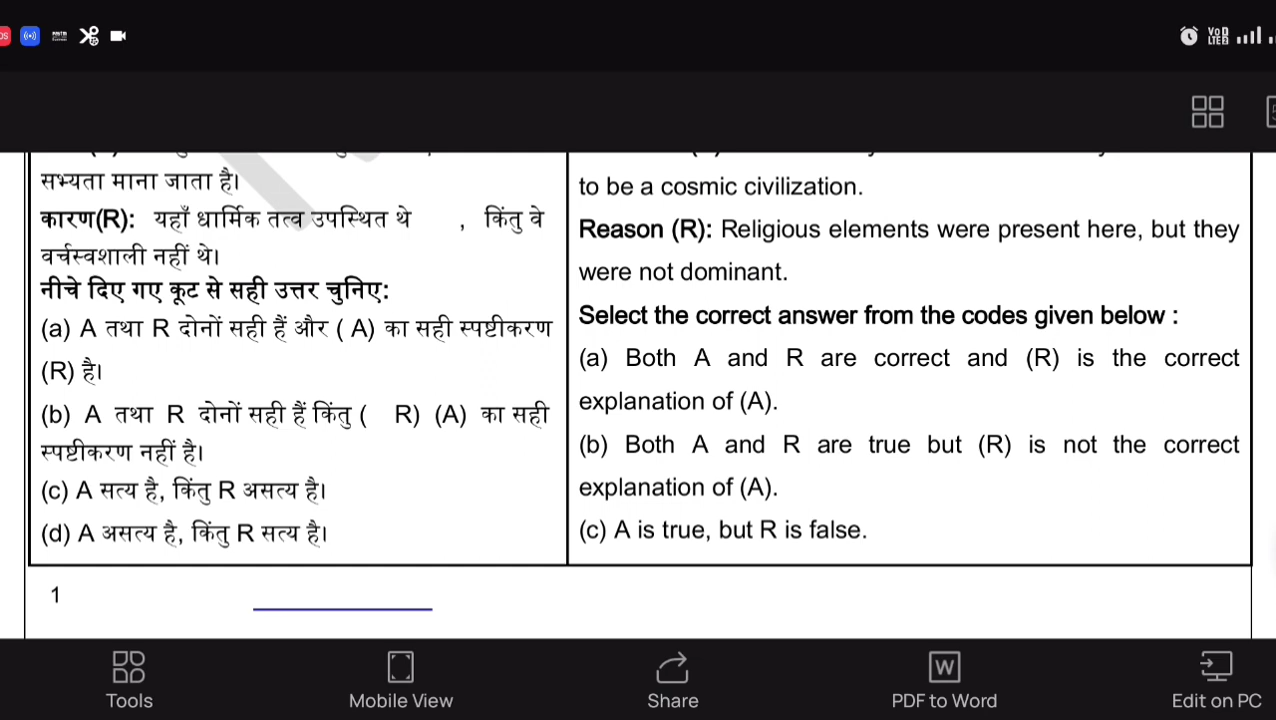 सभ्यता माना जाता है।
कारण(R): यहाँ धार्मिक तत्व उपस्थित थे , किंतु वे
वर्चस्वशाली नहीं थे।
नीचे दिए गए कूट से सही उत्तर चुनिए:
(a) A तथा R दोनों सही हैं और ( A) का सही स्पष्टीकरण
(R) है।
(b) A तथा R दोनों सही हैं किंतु ( R) (A) का सही
स्पष्टीकरण नहीं है।
(c) A सत्य है, किंतु R असत्य है।
(d) A असत्य है, किंतु R सत्य है।
to be a cosmic civilization.
Reason (R): Religious elements were present here, but they
were not dominant.
Select the correct answer from the codes given below :
(a) Both A and R are correct and (R) is the correct
explanation of (A).
(b) Both A and R are true but (R) is not the correct
explanation of (A).
(c) A is true, but R is false.
1
Tools
Mobile View
Share
PDF to Word
Edit on PC